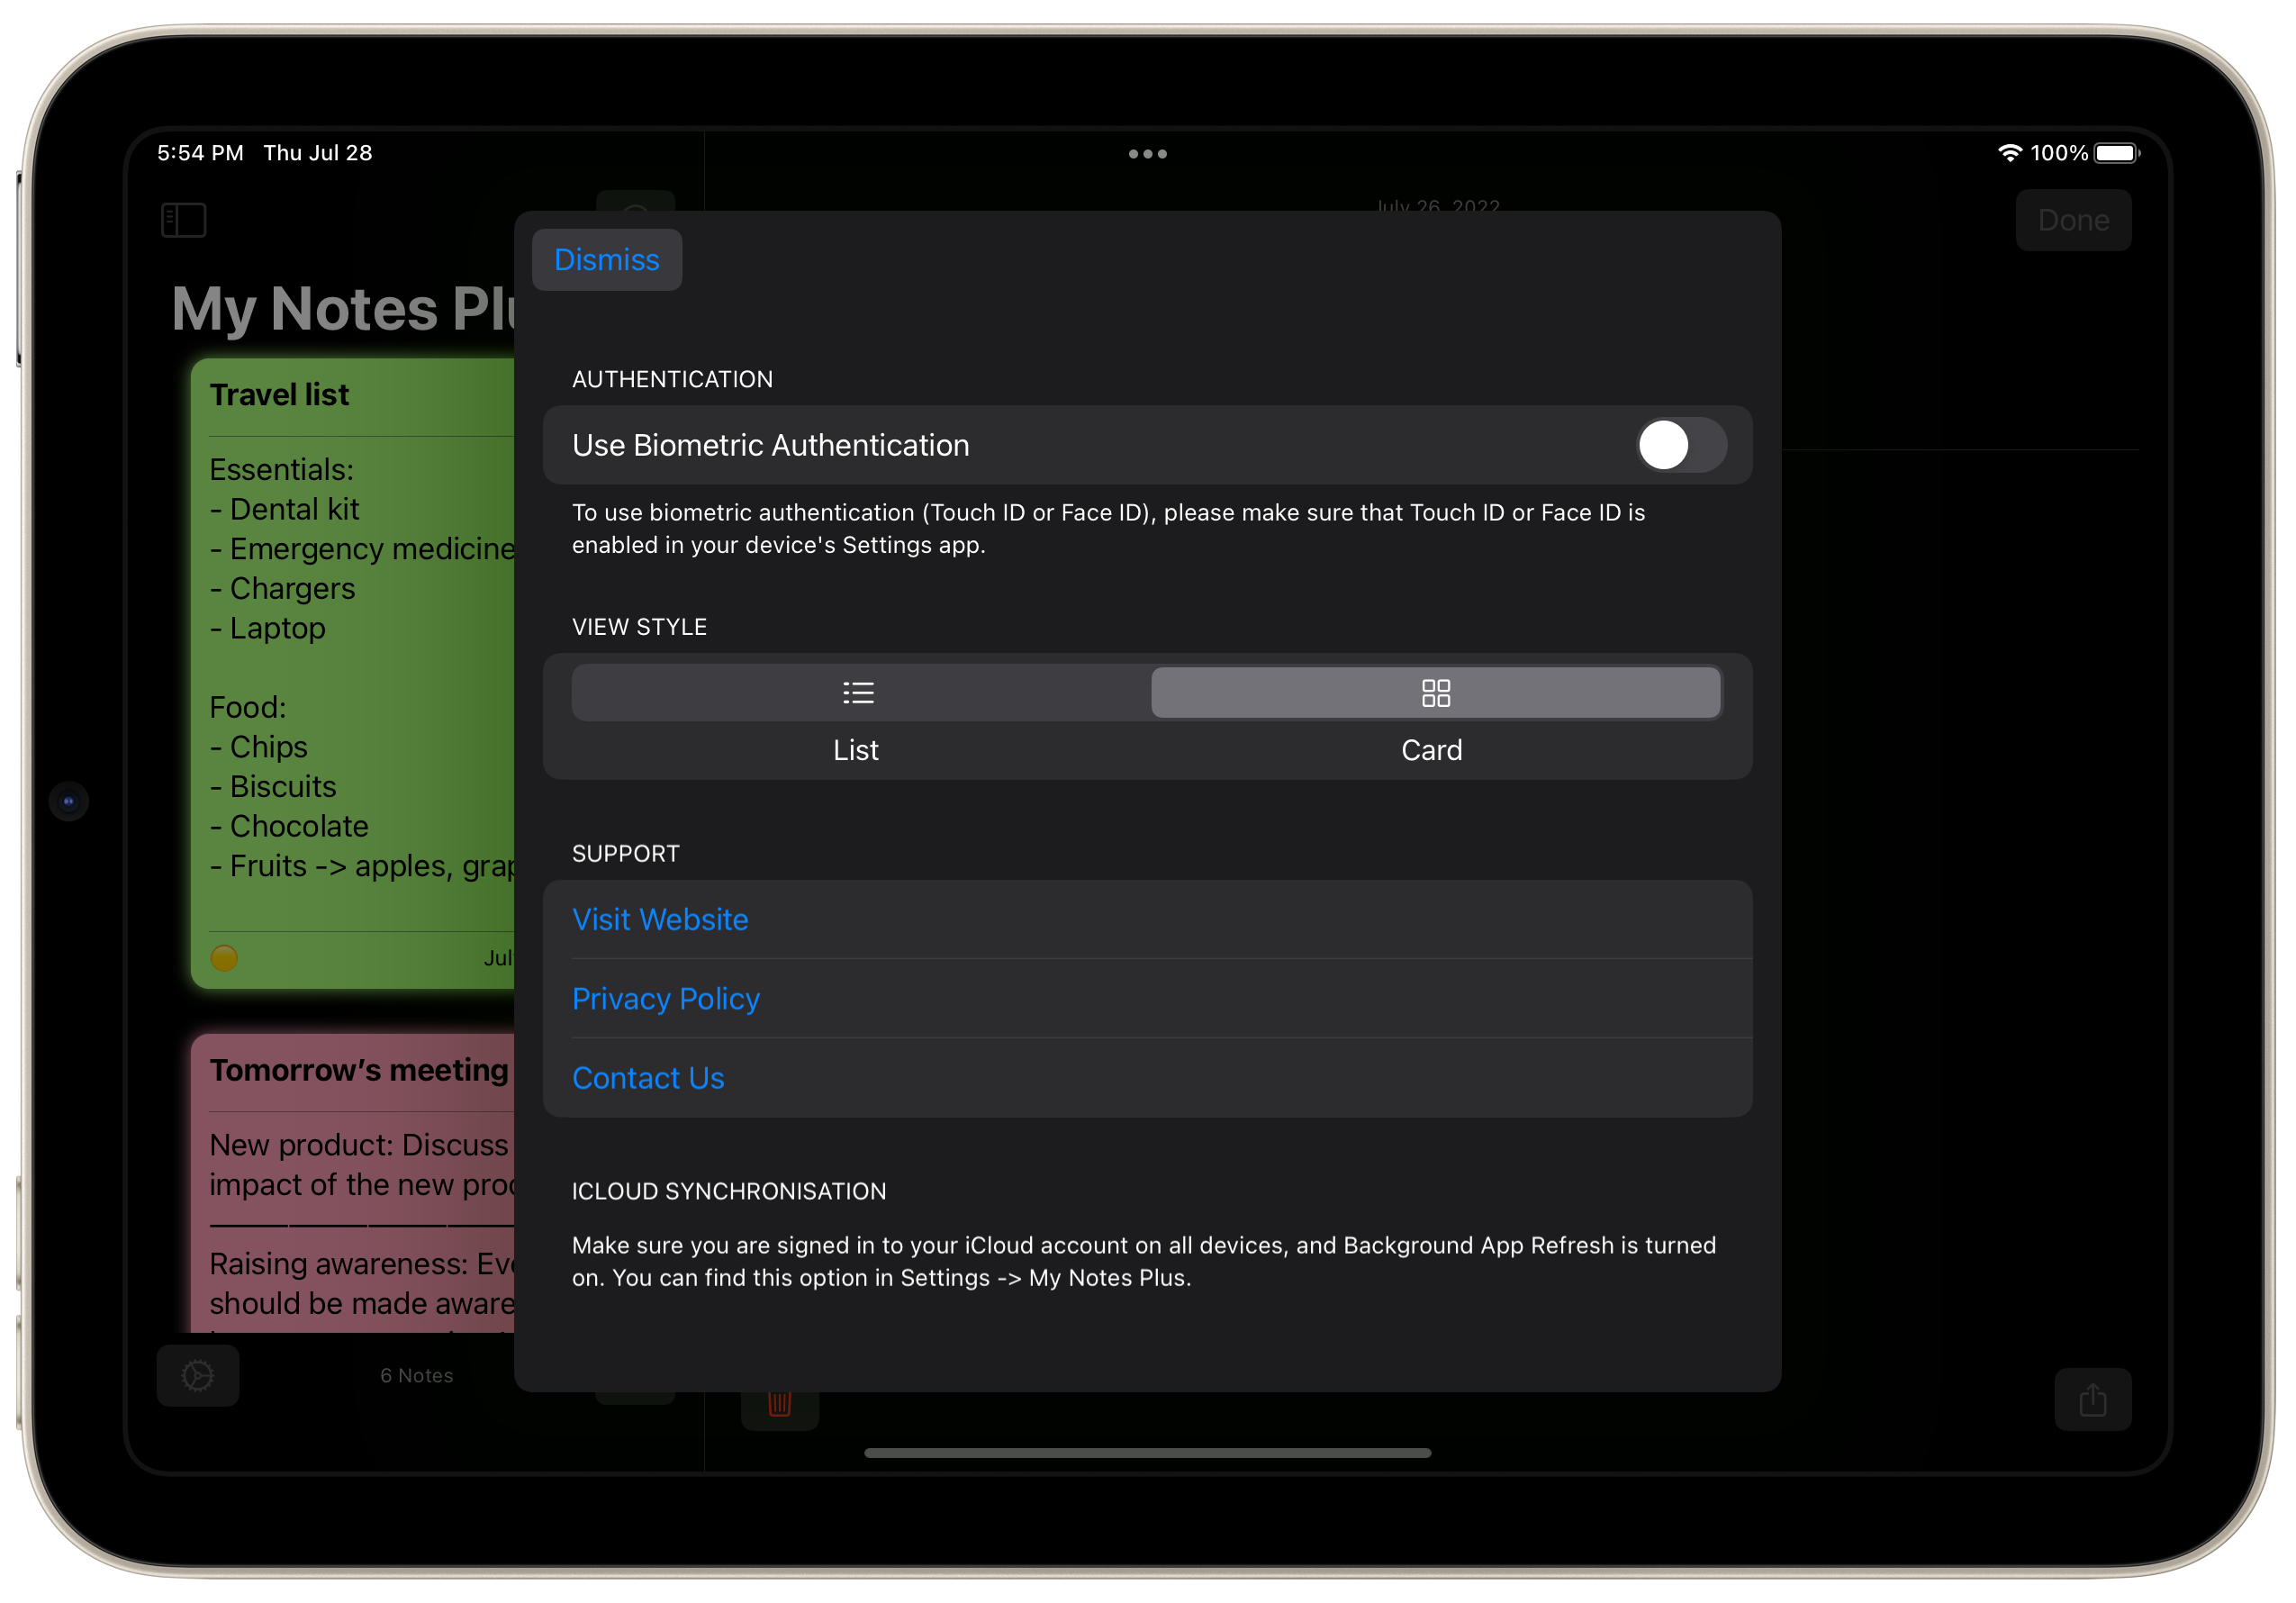 5:54 PM Thu Jul 28
100%
July 26, 2022
Done
Dismiss
My Notes
Travel list
Essentials:
- Dental kit
- Emergency medicine
- Chargers
- Laptop
Food:
- Chips
- Biscuits
- Chocolate
- Fruits -> apples,
Tomorrow’s meeting
New product: Discuss
impact of the new
Raising awareness:
should be made aware
6 Notes
AUTHENTICATION
Use Biometric Authentication
To use biometric authentication (Touch ID or Face ID), please make sure that Touch ID or Face ID is
enabled in your device's Settings app.
VIEW STYLE
List
Card
SUPPORT
Visit Website
Privacy Policy
Contact Us
ICLOUD SYNCHRONISATION
Make sure you are signed in to your iCloud account on all devices, and Background App Refresh is turned
on. You can find this option in Settings -> My Notes Plus.